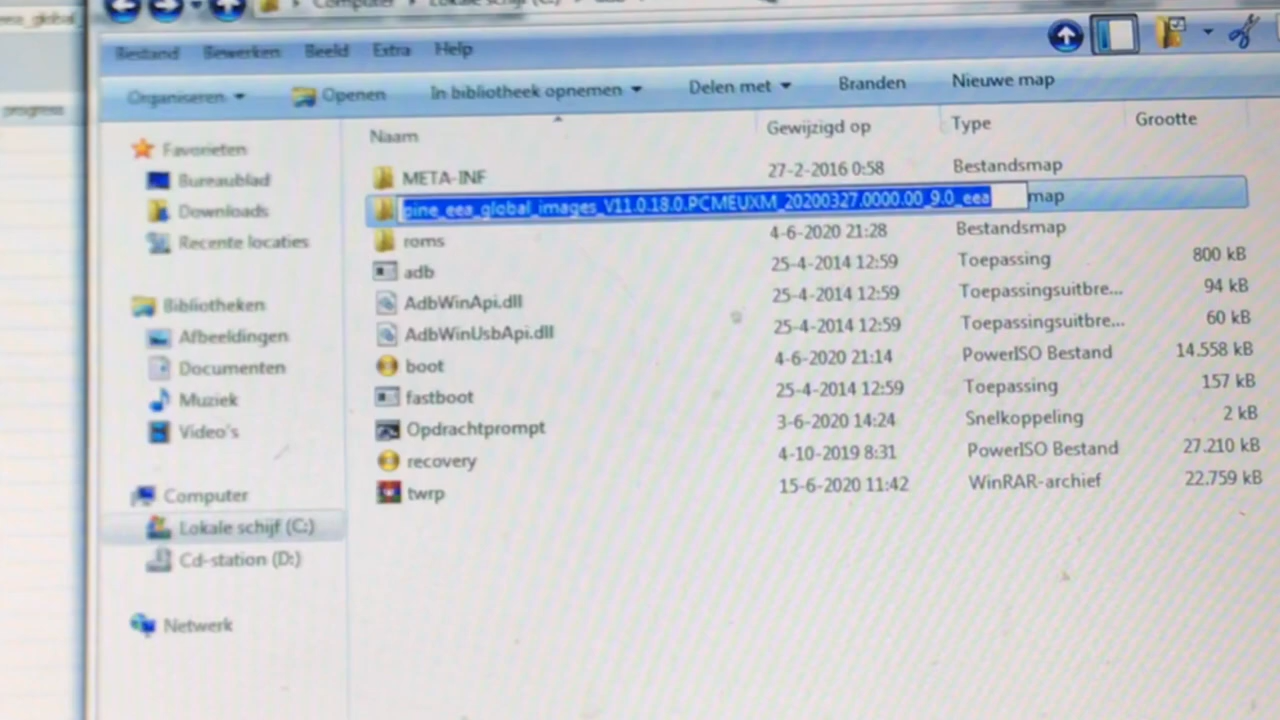 Bestand Bewerken Beeld Extra Help
Organiseren Openen In bibliotheek opnemen Delen met Branden Nieuwe map
Naam Gewijzigd op Type Grootte
Favorieten
Bureaublad
Downloads
Recente locaties
Bibliotheken
Afbeeldingen
Documenten
Muziek
Video's
Computer
Lokale schijf (C:)
Cd-station (D:)
Netwerk
META-INF 27-2-2016 0:58 Bestandsmap
pine_eea_global_images_V11.0.18.0.PCMEUXM_20200327.0000.00_9.0_eea map
roms 4-6-2020 21:28 Bestandsmap
adb 25-4-2014 12:59 Toepassing 800 kB
AdbWinApi.dll 25-4-2014 12:59 Toepassingsuitbre... 94 kB
AdbWinUsbApi.dll 25-4-2014 12:59 Toepassingsuitbre... 60 kB
boot 4-6-2020 21:14 PowerISO Bestand 14.558 kB
fastboot 25-4-2014 12:59 Toepassing 157 kB
Opdrachtprompt 3-6-2020 14:24 Snelkoppeling 2 kB
recovery 4-10-2019 8:31 PowerISO Bestand 27.210 kB
twrp 15-6-2020 11:42 WinRAR-archief 22.759 kB